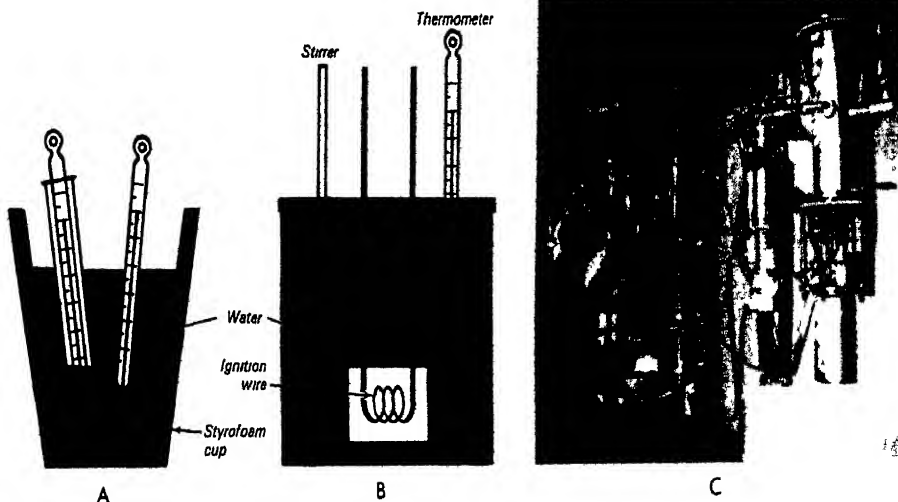 Thermometer
Stirrer
Water
Ignition
wire
Styrofoam
cup
A
B
C